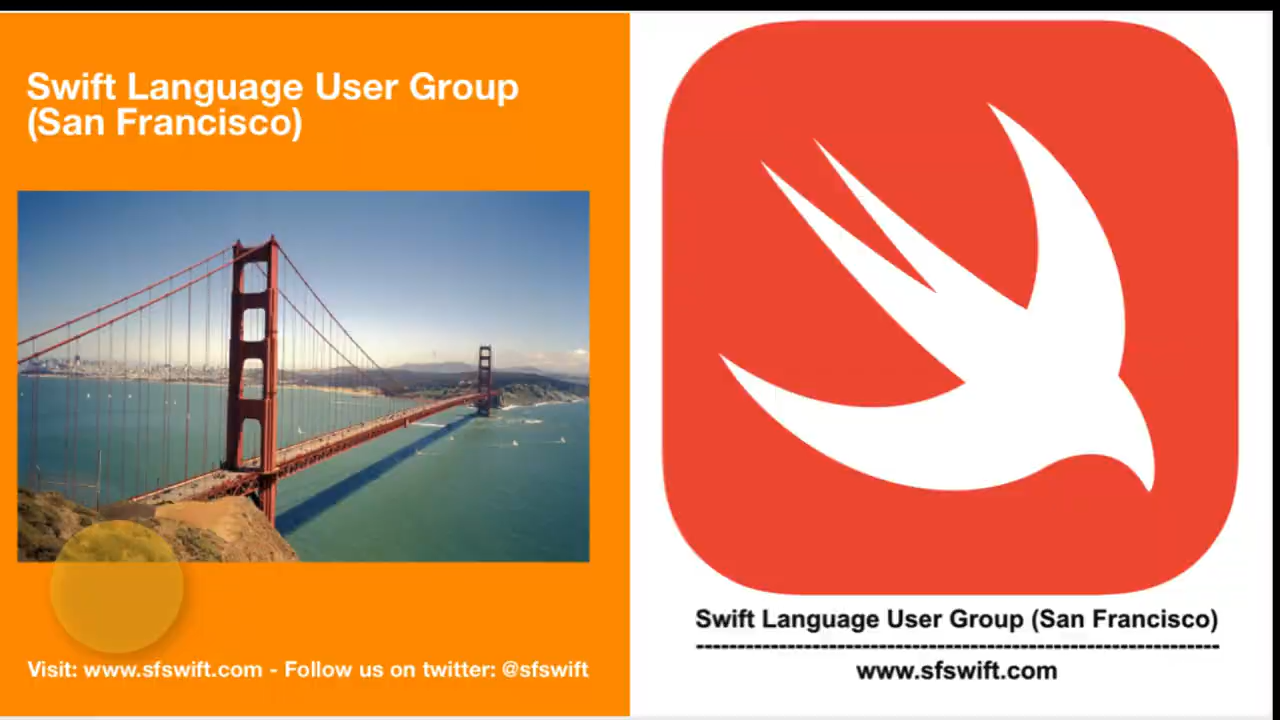 Swift Language User Group
(San Francisco)
Visit: www.sfswift.com - Follow us on twitter: @sfswift
Swift Language User Group (San Francisco)
-----------------------------------------------------------------
www.sfswift.com